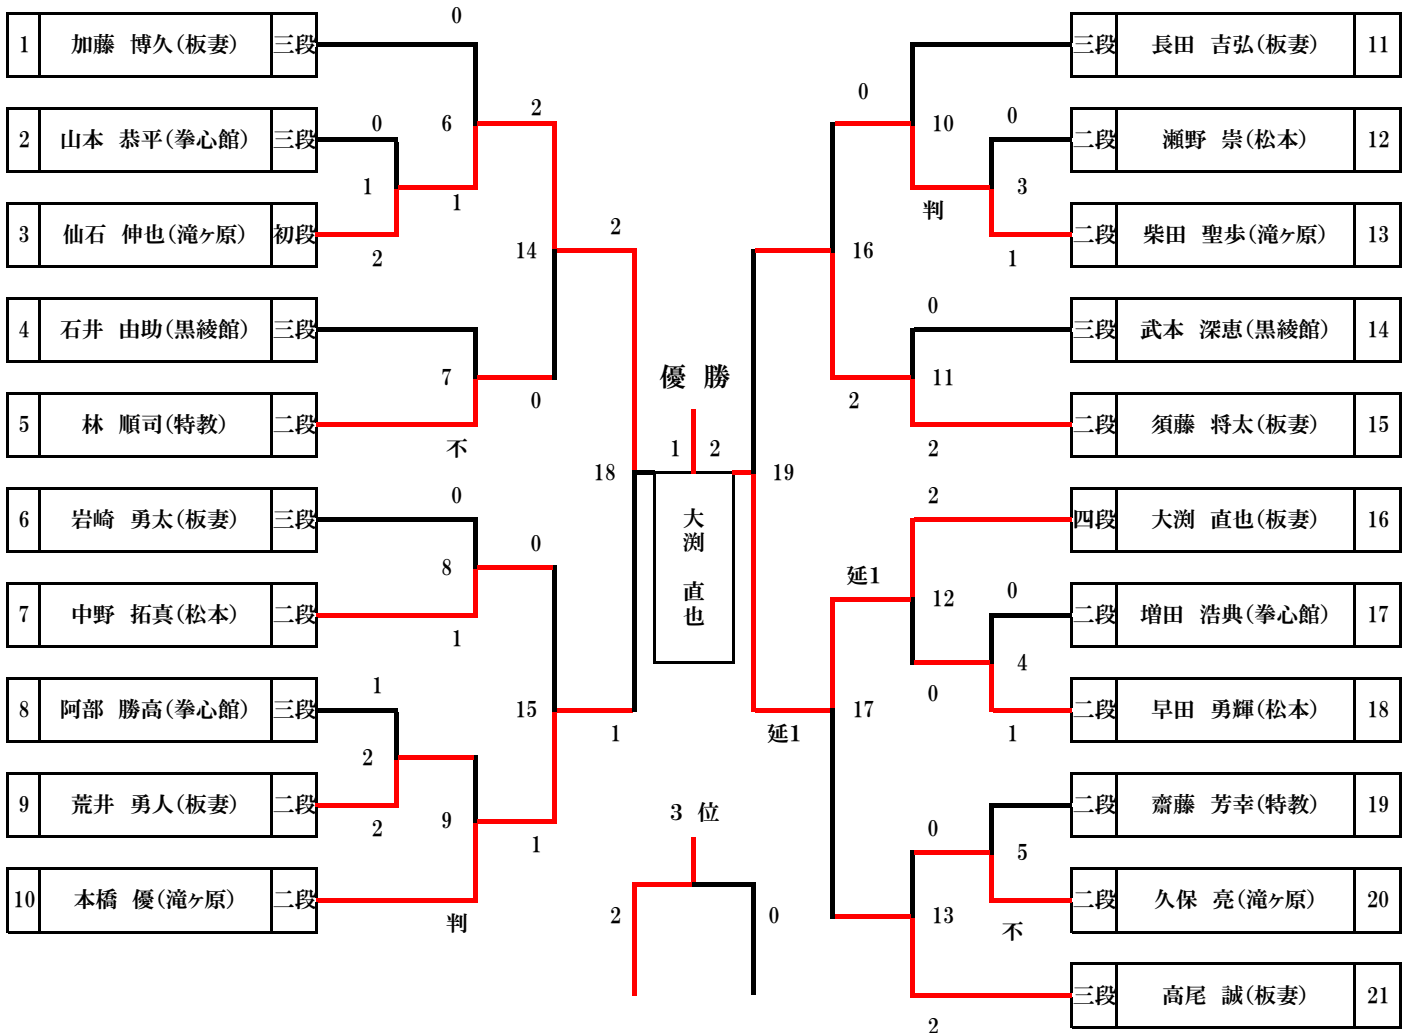 1 加藤 博久(板妻) 三段
2 山本 恭平(拳心館) 三段
3 仙石 伸也(滝ヶ原) 初段
4 石井 由助(黒綾館) 三段
5 林 順司(特教) 二段
6 岩崎 勇太(板妻) 三段
7 中野 拓真(松本) 二段
8 阿部 勝高(拳心館) 三段
9 荒井 勇人(板妻) 二段
10 本橋 優(滝ヶ原) 二段
0
0
6
2
1
1
2
14
2
7
0
不
18
0
8
0
1
1
15
2
1
9
2
1
判
優 勝
1 2
大渕 直也
3 位
2
0
0
10
0
3
判
16
1
0
11
2
2
19
2
延1
12
0
4
0
17
延1
1
0
5
13
不
2
三段 長田 吉弘(板妻) 11
二段 瀬野 崇(松本) 12
二段 柴田 聖歩(滝ヶ原) 13
三段 武本 深恵(黒綾館) 14
二段 須藤 将太(板妻) 15
四段 大渕 直也(板妻) 16
二段 増田 浩典(拳心館) 17
二段 早田 勇輝(松本) 18
二段 齋藤 芳幸(特教) 19
二段 久保 亮(滝ヶ原) 20
三段 高尾 誠(板妻) 21